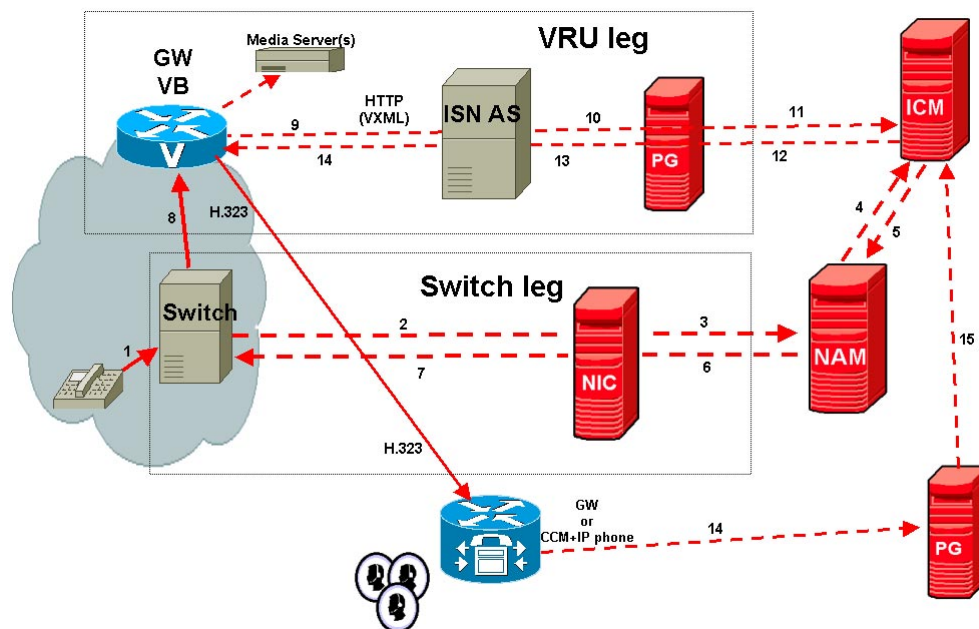 Media Server(s)
VRU leg
GW
VB
HTTP
(VXML)
ISN AS
PG
ICM
9
10
11
14
13
12
V
8
H.323
4
5
Switch leg
Switch
2
3
7
6
NIC
NAM
1
15
H.323
GW
or
CCM+IP phone
14
PG